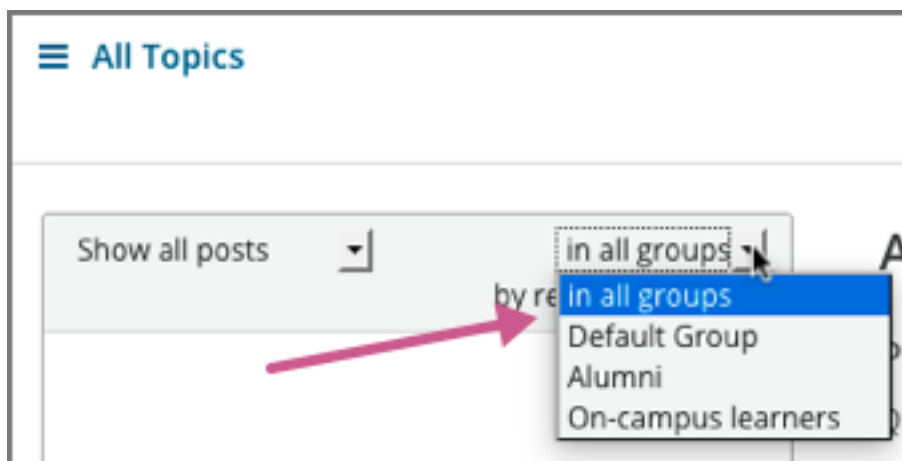 All Topics
Show all posts in all groups
by re
in all groups
Default Group
Alumni
On-campus learners